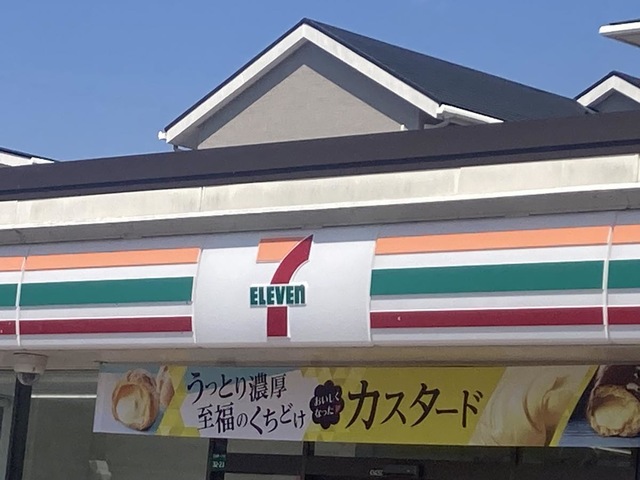 7
ELEVEn
うっとり濃厚
至福のくちどけ
おいしく
なった!
カスタード